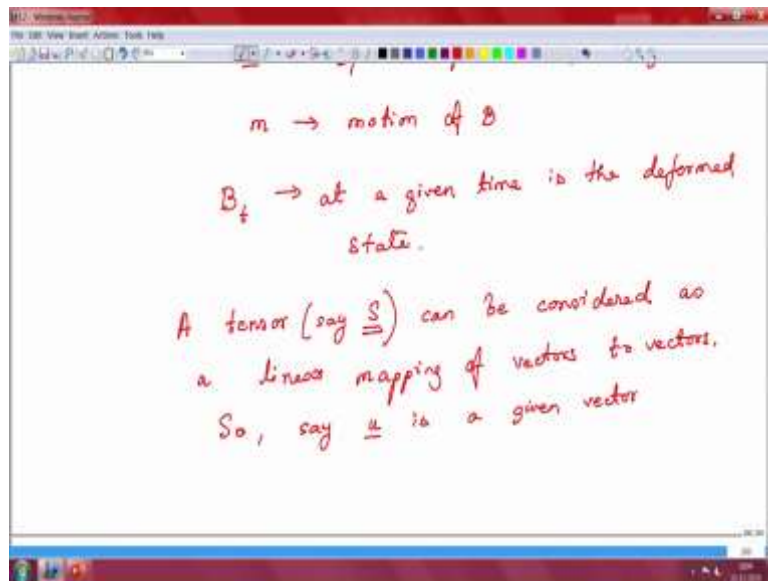 m → motion of B
B_t → at a given time is the deformed
state.
A tensor (say S) can be considered as
a linear mapping of vectors to vectors.
So, say u is a given vector